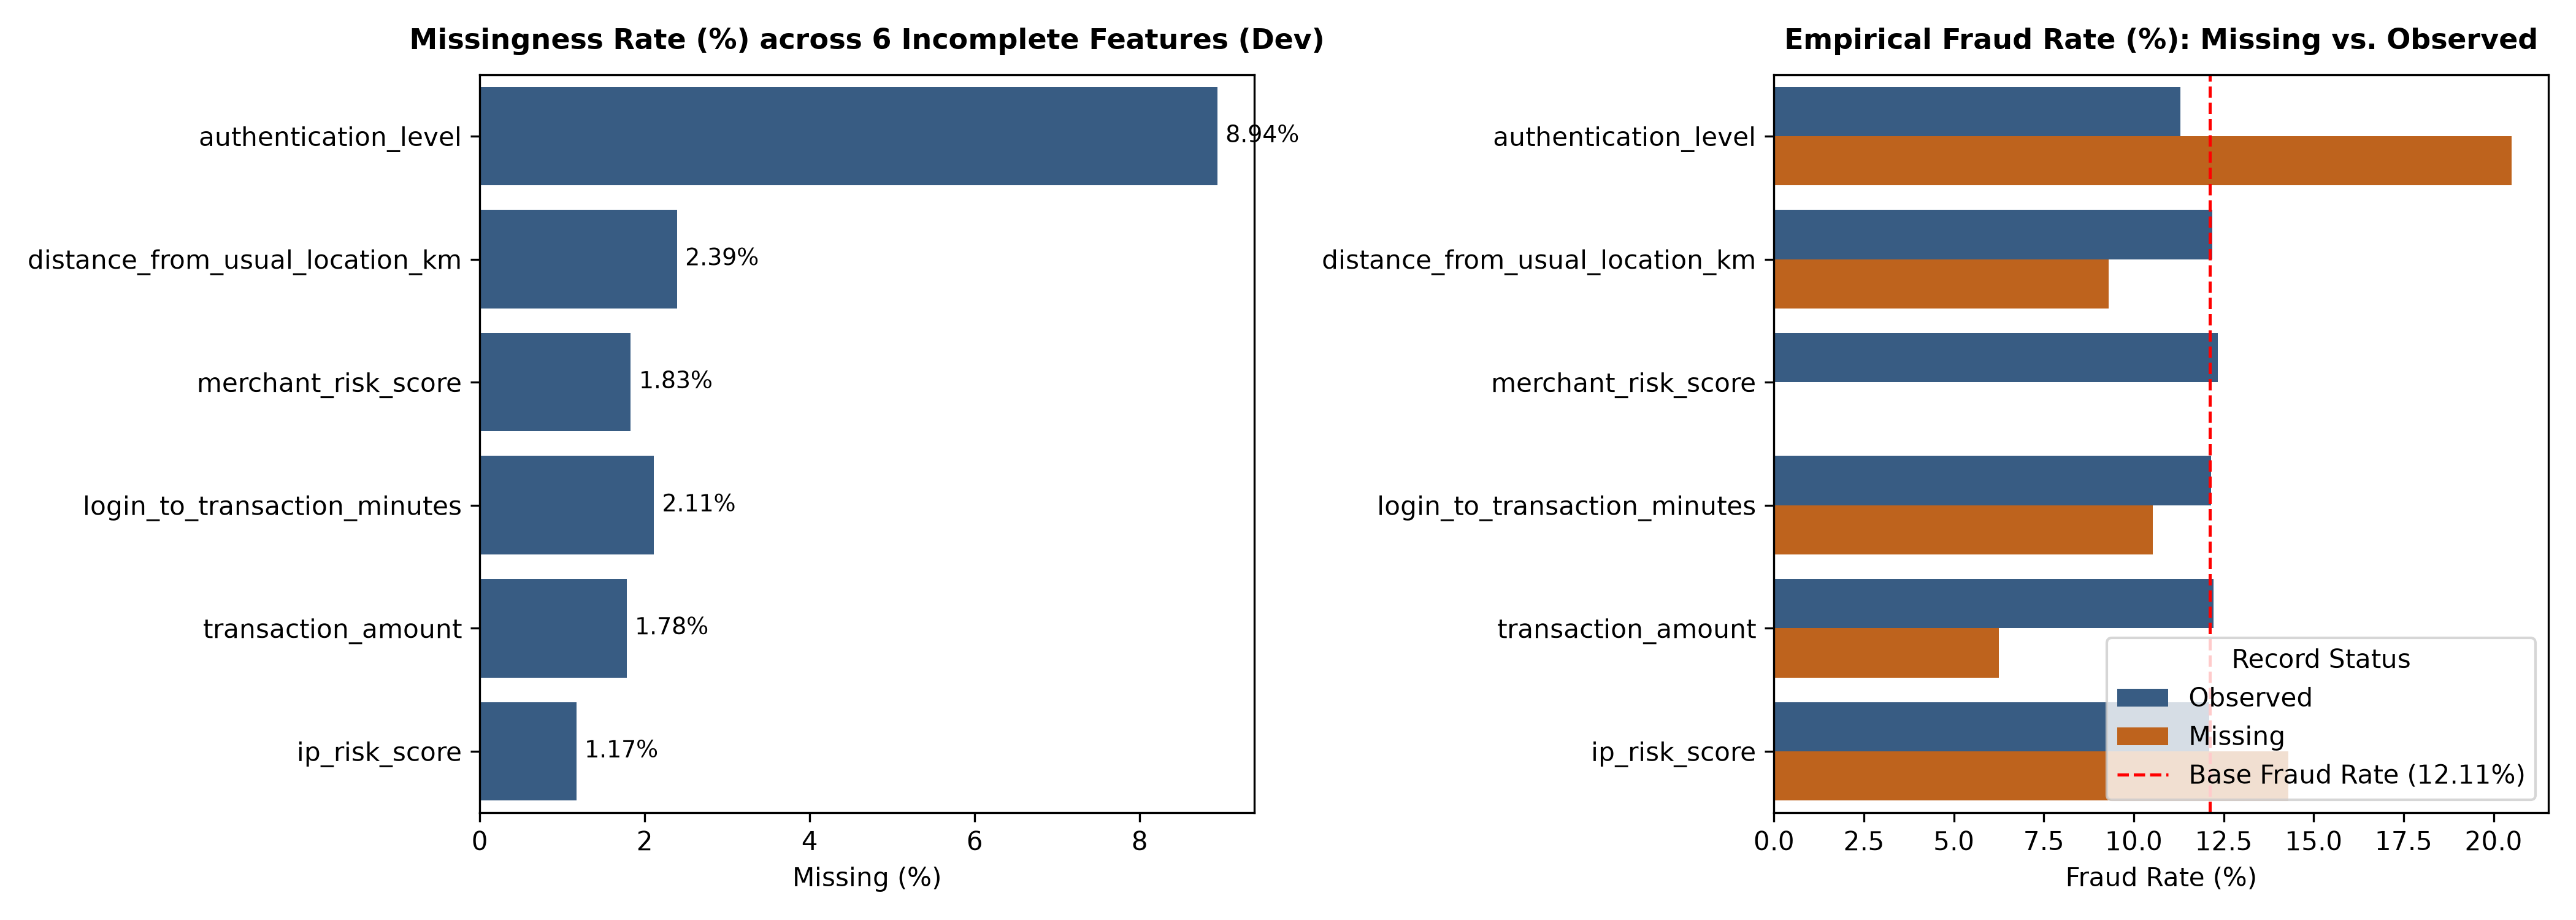 Missingness Rate (%) across 6 Incomplete Features (Dev)
authentication_level
8.94%
distance_from_usual_location_km
2.39%
merchant_risk_score
1.83%
login_to_transaction_minutes
2.11%
transaction_amount
1.78%
ip_risk_score
1.17%
0 2 4 6 8
Missing (%)
Empirical Fraud Rate (%): Missing vs. Observed
authentication_level
distance_from_usual_location_km
merchant_risk_score
login_to_transaction_minutes
transaction_amount
ip_risk_score
Record Status
Observed
Missing
Base Fraud Rate (12.11%)
0.0 2.5 5.0 7.5 10.0 12.5 15.0 17.5 20.0
Fraud Rate (%)